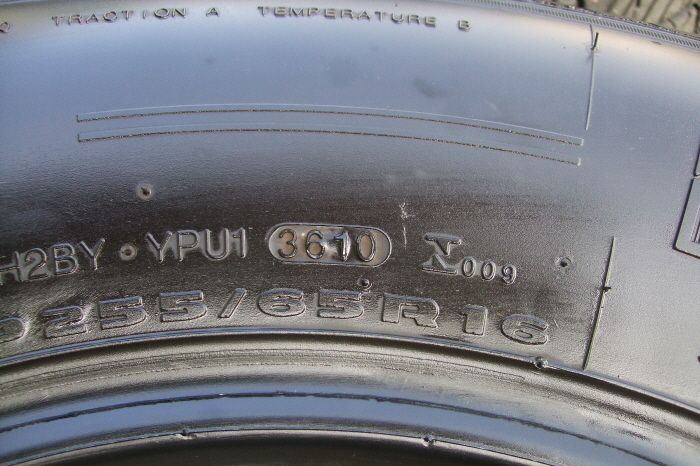 TRACTION A TEMPERATURE B
H2BY YPU1 3610 009
255/65R16